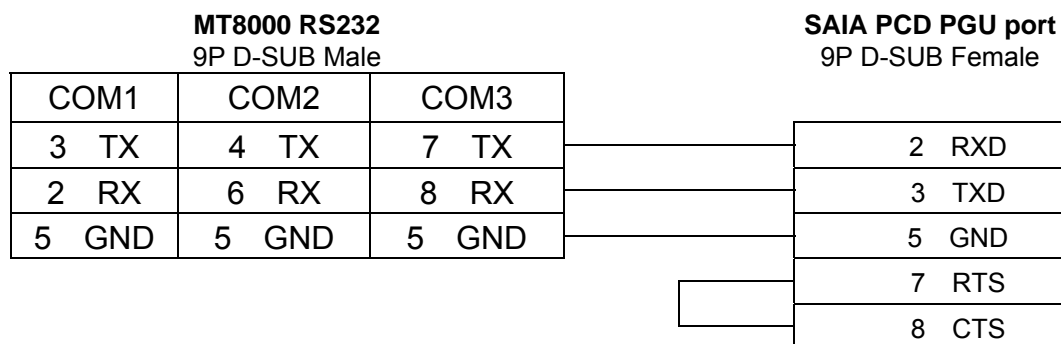 MT8000 RS232
9P D-SUB Male
COM1 COM2 COM3
3 TX 4 TX 7 TX
2 RX 6 RX 8 RX
5 GND 5 GND 5 GND
SAIA PCD PGU port
9P D-SUB Female
2 RXD
3 TXD
5 GND
7 RTS
8 CTS